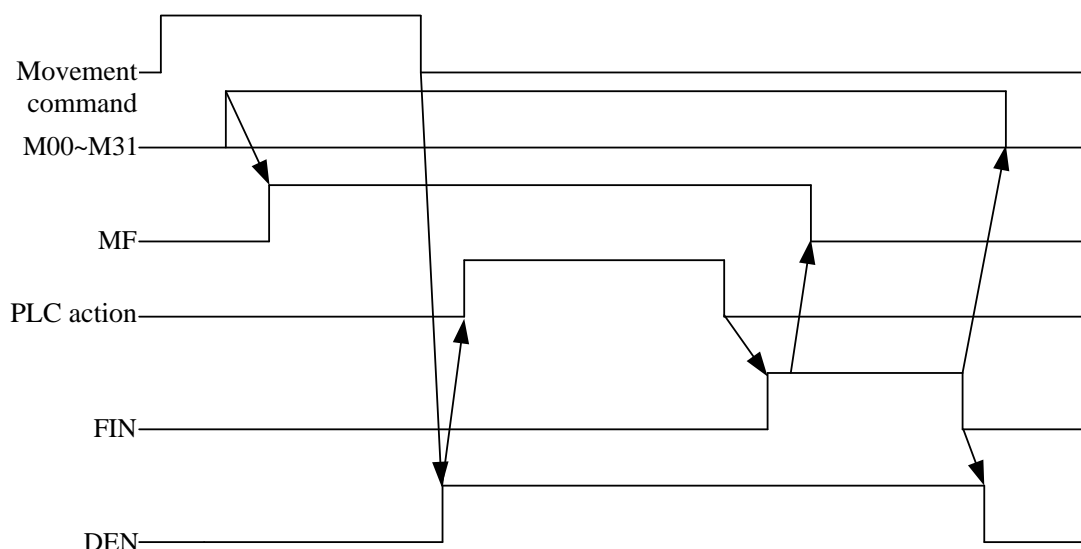 Movement
command
M00~M31
MF
PLC action
FIN
DEN